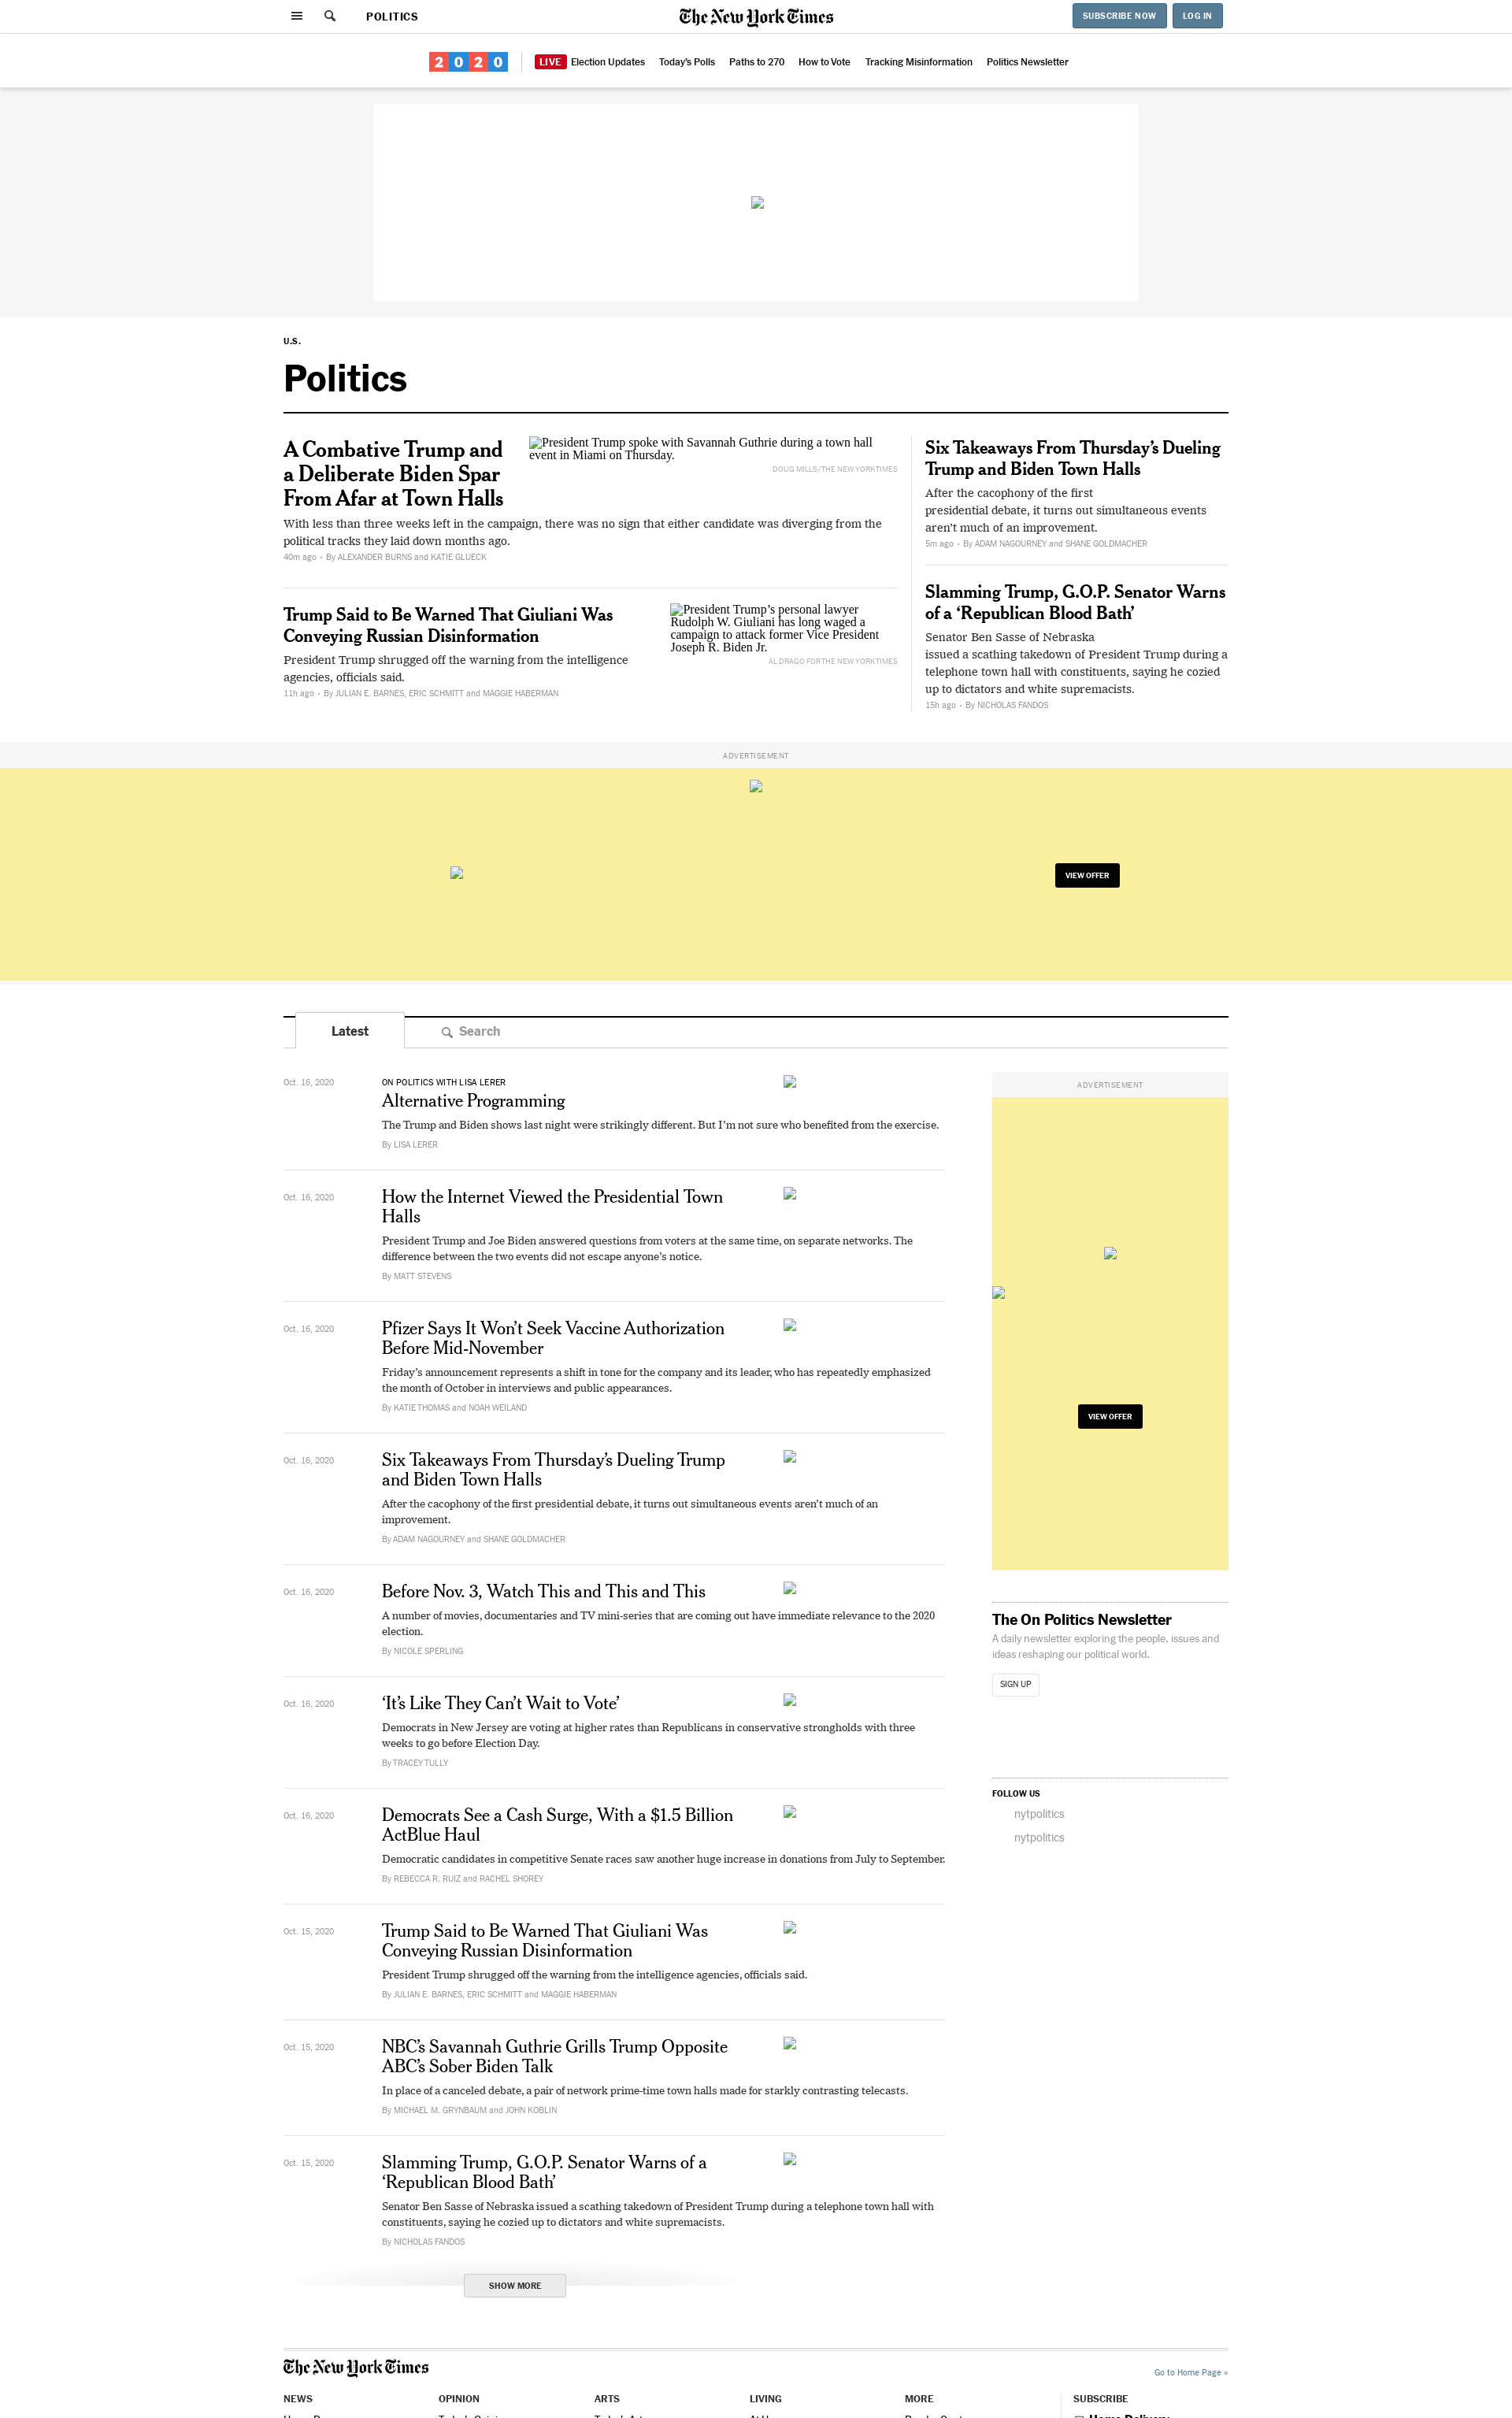 POLITICS
The New York Times
SUBSCRIBE NOW
LOG IN
2020
LIVE Election Updates
Today's Polls
Paths to 270
How to Vote
Tracking Misinformation
Politics Newsletter
U.S.
Politics
A Combative Trump and
a Deliberate Biden Spar
From Afar at Town Halls
President Trump spoke with Savannah Guthrie during a town hall
event in Miami on Thursday.
DOUG MILLS/THE NEW YORK TIMES
With less than three weeks left in the campaign, there was no sign that either candidate was diverging from the
political tracks they laid down months ago.
40m ago • By ALEXANDER BURNS and KATIE GLUECK
Trump Said to Be Warned That Giuliani Was
Conveying Russian Disinformation
President Trump shrugged off the warning from the intelligence
agencies, officials said.
11h ago • By JULIAN E. BARNES, ERIC SCHMITT and MAGGIE HABERMAN
President Trump’s personal lawyer
Rudolph W. Giuliani has long waged a
campaign to attack former Vice President
Joseph R. Biden Jr.
AL DRAGO FOR THE NEW YORK TIMES
Six Takeaways From Thursday’s Dueling
Trump and Biden Town Halls
After the cacophony of the first
presidential debate, it turns out simultaneous events
aren’t much of an improvement.
5m ago • By ADAM NAGOURNEY and SHANE GOLDMACHER
Slamming Trump, G.O.P. Senator Warns
of a ‘Republican Blood Bath’
Senator Ben Sasse of Nebraska
issued a scathing takedown of President Trump during a
telephone town hall with constituents, saying he cozied
up to dictators and white supremacists.
15h ago • By NICHOLAS FANDOS
ADVERTISEMENT
VIEW OFFER
Latest
Search
Oct. 16, 2020
ON POLITICS WITH LISA LERER
Alternative Programming
The Trump and Biden shows last night were strikingly different. But I’m not sure who benefited from the exercise.
By LISA LERER
Oct. 16, 2020
How the Internet Viewed the Presidential Town
Halls
President Trump and Joe Biden answered questions from voters at the same time, on separate networks. The
difference between the two events did not escape anyone’s notice.
By MATT STEVENS
Oct. 16, 2020
Pfizer Says It Won’t Seek Vaccine Authorization
Before Mid-November
Friday’s announcement represents a shift in tone for the company and its leader, who has repeatedly emphasized
the month of October in interviews and public appearances.
By KATIE THOMAS and NOAH WEILAND
Oct. 16, 2020
Six Takeaways From Thursday’s Dueling Trump
and Biden Town Halls
After the cacophony of the first presidential debate, it turns out simultaneous events aren’t much of an
improvement.
By ADAM NAGOURNEY and SHANE GOLDMACHER
Oct. 16, 2020
Before Nov. 3, Watch This and This and This
A number of movies, documentaries and TV mini-series that are coming out have immediate relevance to the 2020
election.
By NICOLE SPERLING
Oct. 16, 2020
‘It’s Like They Can’t Wait to Vote’
Democrats in New Jersey are voting at higher rates than Republicans in conservative strongholds with three
weeks to go before Election Day.
By TRACEY TULLY
Oct. 16, 2020
Democrats See a Cash Surge, With a $1.5 Billion
ActBlue Haul
Democratic candidates in competitive Senate races saw another huge increase in donations from July to September.
By REBECCA R. RUIZ and RACHEL SHOREY
Oct. 15, 2020
Trump Said to Be Warned That Giuliani Was
Conveying Russian Disinformation
President Trump shrugged off the warning from the intelligence agencies, officials said.
By JULIAN E. BARNES, ERIC SCHMITT and MAGGIE HABERMAN
Oct. 15, 2020
NBC’s Savannah Guthrie Grills Trump Opposite
ABC’s Sober Biden Talk
In place of a canceled debate, a pair of network prime-time town halls made for starkly contrasting telecasts.
By MICHAEL M. GRYNBAUM and JOHN KOBLIN
Oct. 15, 2020
Slamming Trump, G.O.P. Senator Warns of a
‘Republican Blood Bath’
Senator Ben Sasse of Nebraska issued a scathing takedown of President Trump during a telephone town hall with
constituents, saying he cozied up to dictators and white supremacists.
By NICHOLAS FANDOS
SHOW MORE
ADVERTISEMENT
VIEW OFFER
The On Politics Newsletter
A daily newsletter exploring the people, issues and
ideas reshaping our political world.
SIGN UP
FOLLOW US
nytpolitics
nytpolitics
The New York Times
Go to Home Page »
NEWS
OPINION
ARTS
LIVING
MORE
SUBSCRIBE